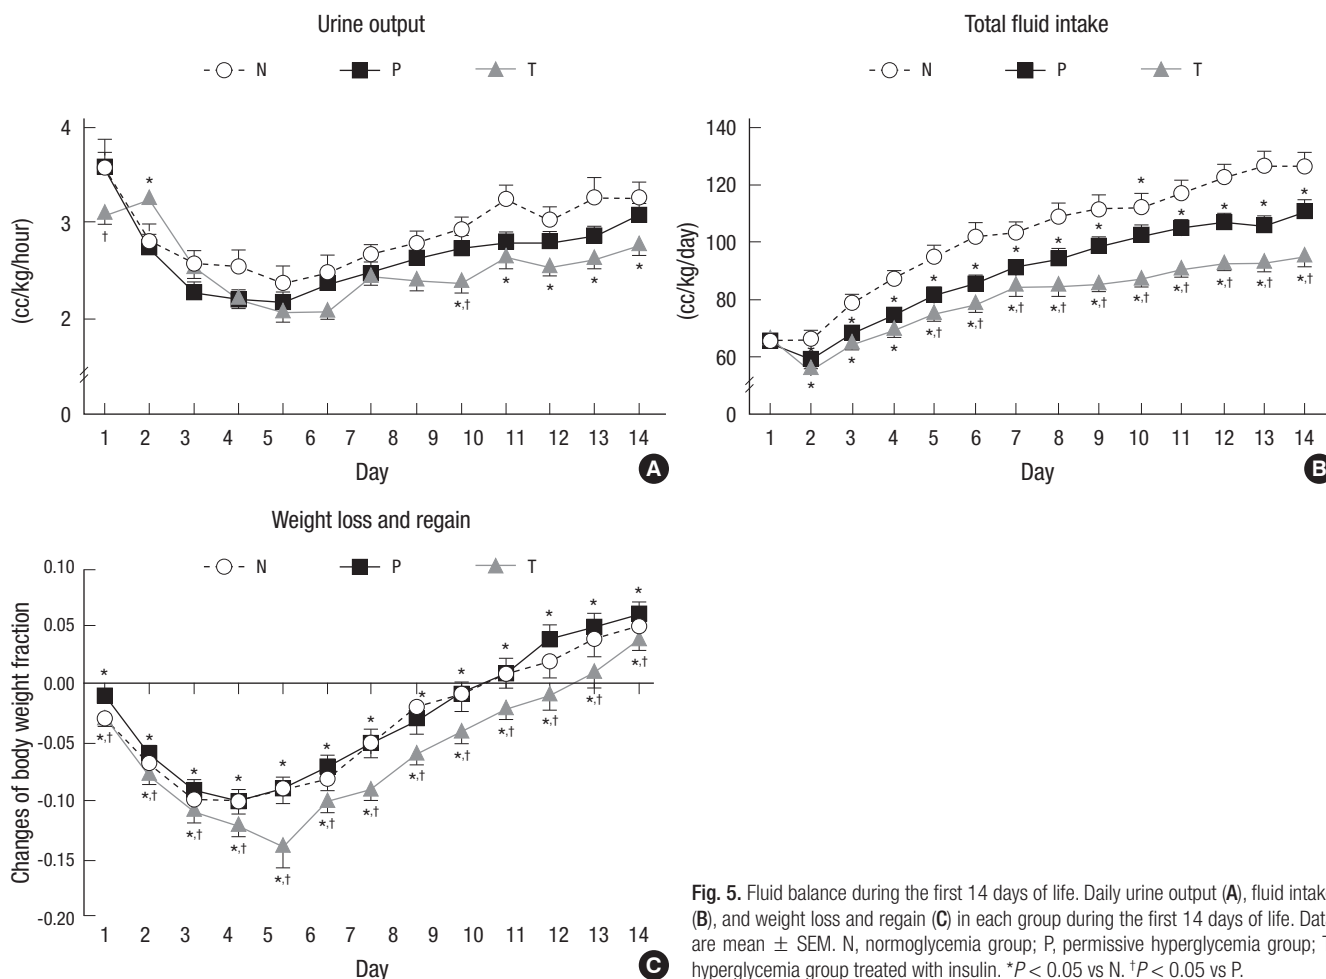 Urine output
N P T
4
3
2
0
(cc/kg/hour)
* † *,† * * * *
1 2 3 4 5 6 7 8 9 10 11 12 13 14
Day
A
Total fluid intake
N P T
140
120
100
80
60
0
(cc/kg/day)
* * * * * * * * * * * * *
* * * *,† *,† *,† *,† *,† *,† *,† *,† *,† *,†
1 2 3 4 5 6 7 8 9 10 11 12 13 14
Day
B
Weight loss and regain
N P T
0.10
0.05
0.00
-0.05
-0.10
-0.15
-0.20
Changes of body weight fraction
* * * * * * * * * * * * * *
*,† *,† *,† *,† *,† *,† *,† *,† *,† *,† *,† *,† *,†
1 2 3 4 5 6 7 8 9 10 11 12 13 14
Day
C
Fig. 5. Fluid balance during the first 14 days of life. Daily urine output (A), fluid intak
(B), and weight loss and regain (C) in each group during the first 14 days of life. Dat
are mean ± SEM. N, normoglycemia group; P, permissive hyperglycemia group; T
hyperglycemia group treated with insulin. *P < 0.05 vs N. †P < 0.05 vs P.